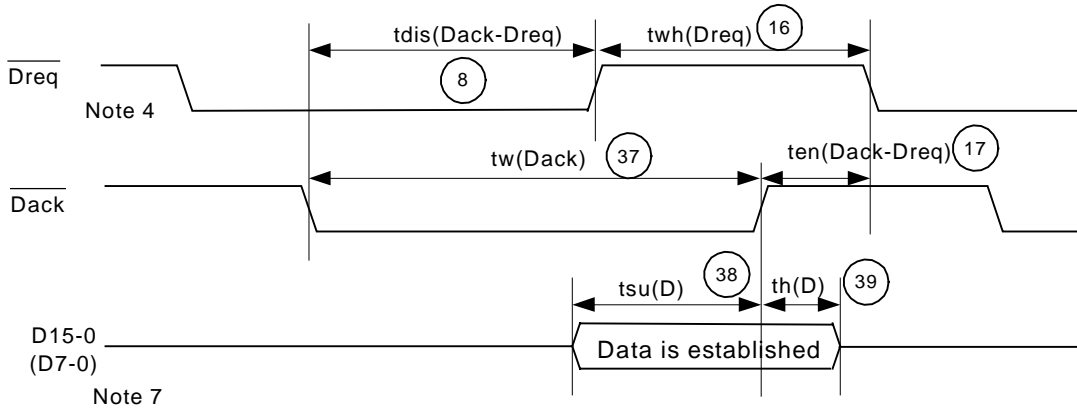 tdis(Dack-Dreq) twh(Dreq) 16
Dreq 8
Note 4
tw(Dack) 37 ten(Dack-Dreq) 17
Dack
tsu(D) 38 th(D) 39
D15-0
(D7-0) Data is established
Note 7